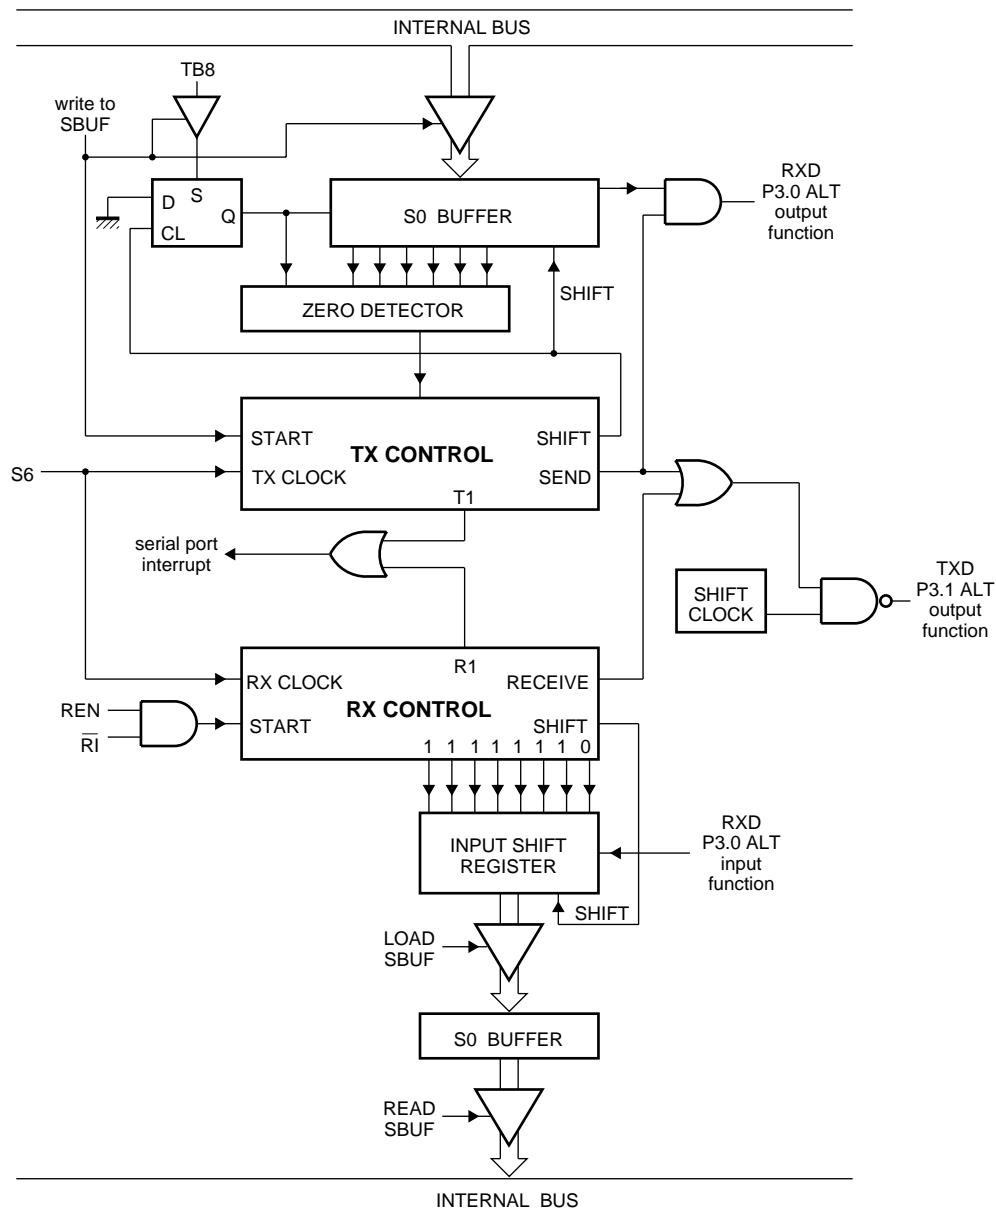 INTERNAL BUS
TB8
write to
SBUF
D
S
Q
CL
S0 BUFFER
RXD
P3.0 ALT
output
function
ZERO DETECTOR
SHIFT
START
TX CONTROL
SHIFT
S6
TX CLOCK
SEND
T1
serial port
interrupt
SHIFT
CLOCK
TXD
P3.1 ALT
output
function
R1
RX CLOCK
RECEIVE
REN
RI
START
RX CONTROL
SHIFT
1 1 1 1 1 1 1 0
INPUT SHIFT
REGISTER
RXD
P3.0 ALT
input
function
SHIFT
LOAD
SBUF
S0 BUFFER
READ
SBUF
INTERNAL BUS